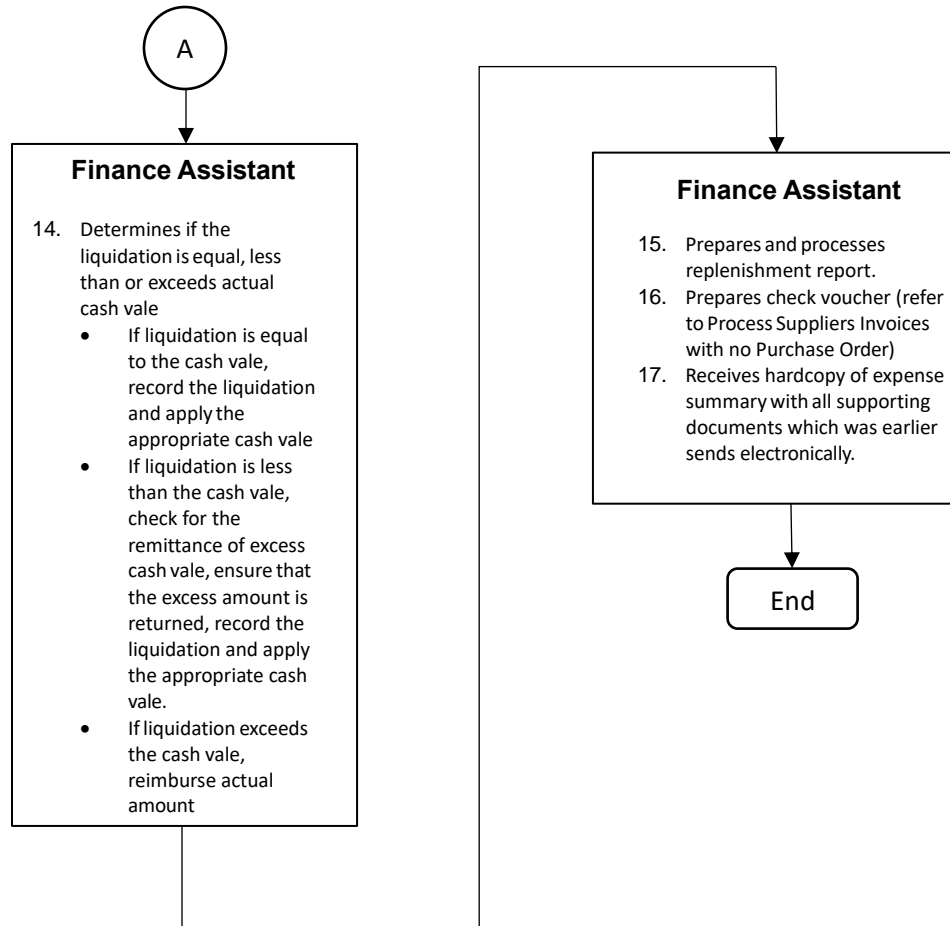 A
Finance Assistant
14. Determines if the
liquidation is equal, less
than or exceeds actual
cash vale
• If liquidation is equal
to the cash vale,
record the liquidation
and apply the
appropriate cash vale
• If liquidation is less
than the cash vale,
check for the
remittance of excess
cash vale, ensure that
the excess amount is
returned, record the
liquidation and apply
the appropriate cash
vale.
• If liquidation exceeds
the cash vale,
reimburse actual
amount
Finance Assistant
15. Prepares and processes
replenishment report.
16. Prepares check voucher (refer
to Process Suppliers Invoices
with no Purchase Order)
17. Receives hardcopy of expense
summary with all supporting
documents which was earlier
sends electronically.
End